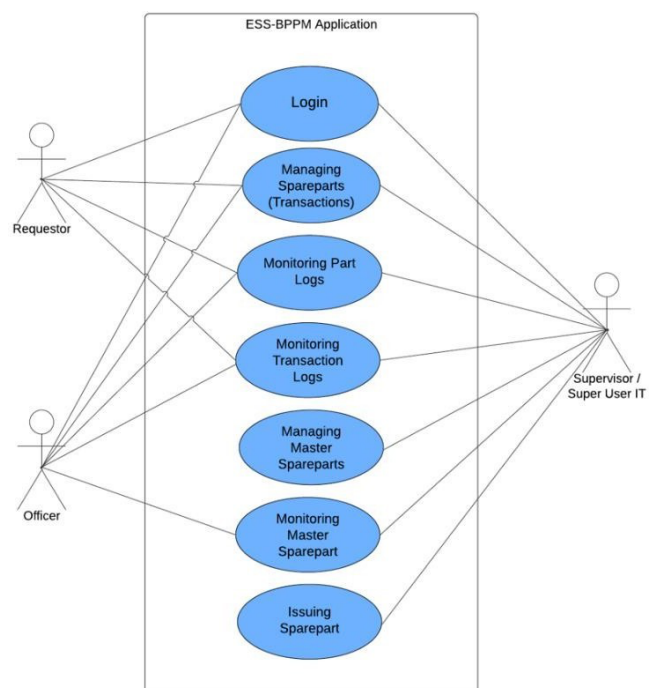 ESS-BPPM Application
Login
Managing
Spareparts
(Transactions)
Requestor
Monitoring Part
Logs
Monitoring
Transaction
Logs
Supervisor /
Super User IT
Managing
Master
Spareparts
Officer
Monitoring
Master
Sparepart
Issuing
Sparepart